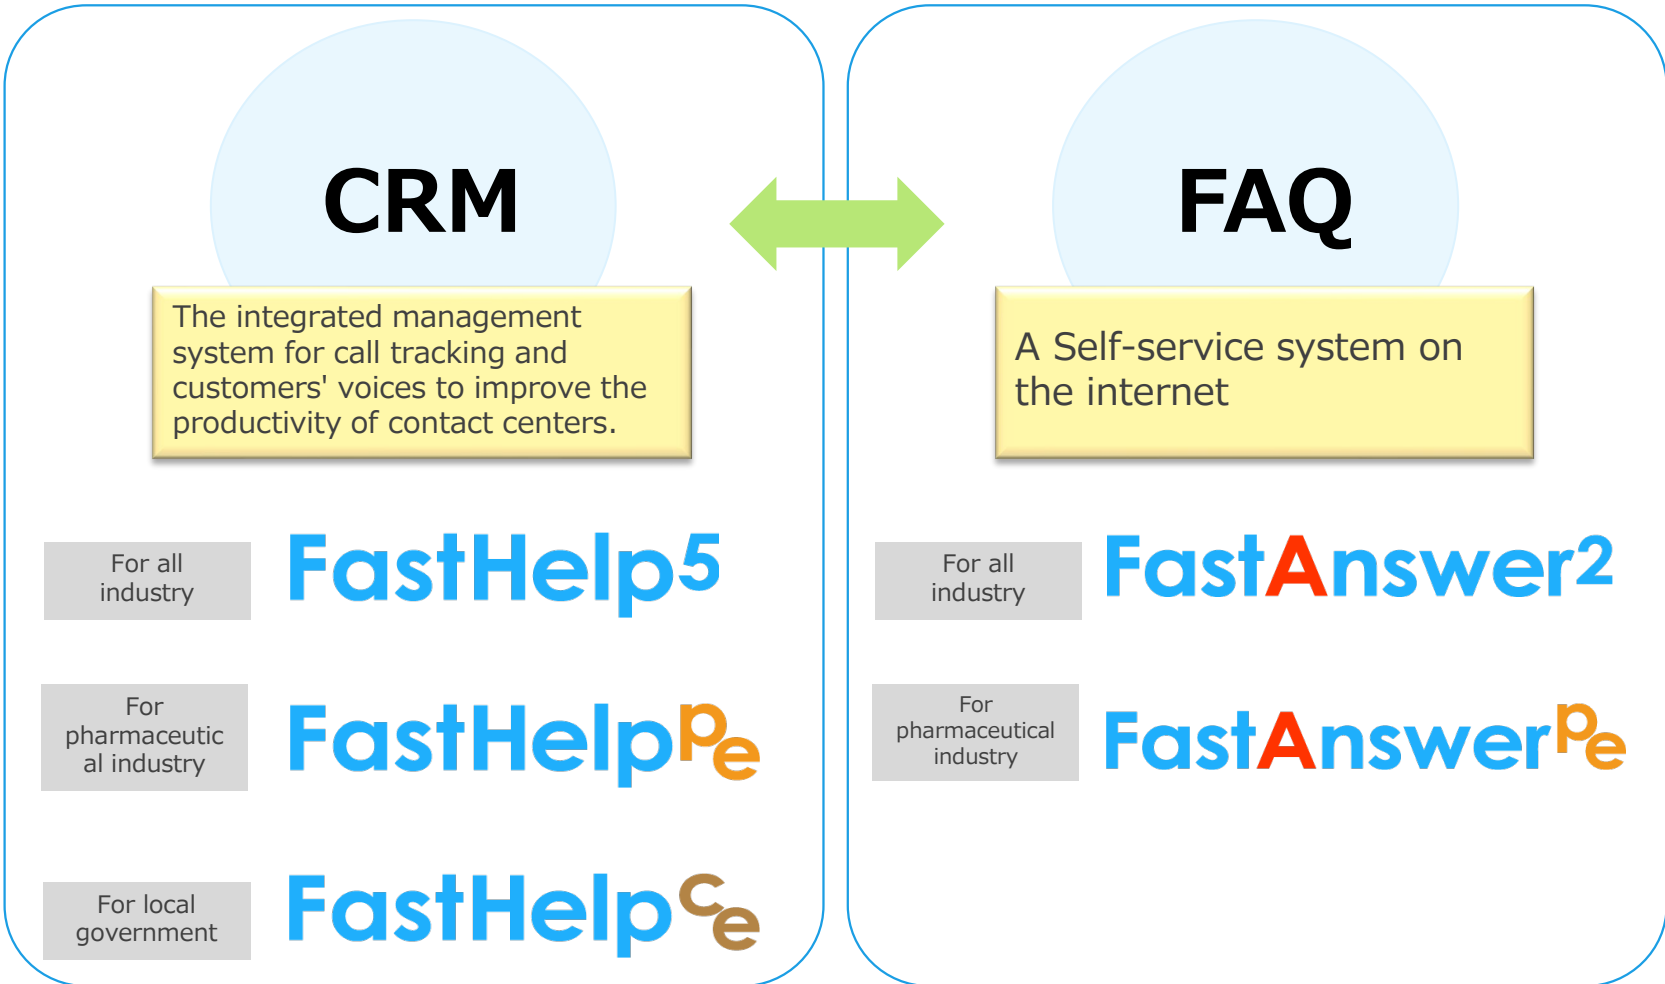 CRM
The integrated management
system for call tracking and
customers' voices to improve the
productivity of contact centers.
For all
industry
FastHelp5
For
pharmaceutic
al industry
FastHelppe
For local
government
FastHelpce
FAQ
A Self-service system on
the internet
For all
industry
FastAnswer2
For
pharmaceutical
industry
FastAnswerpe